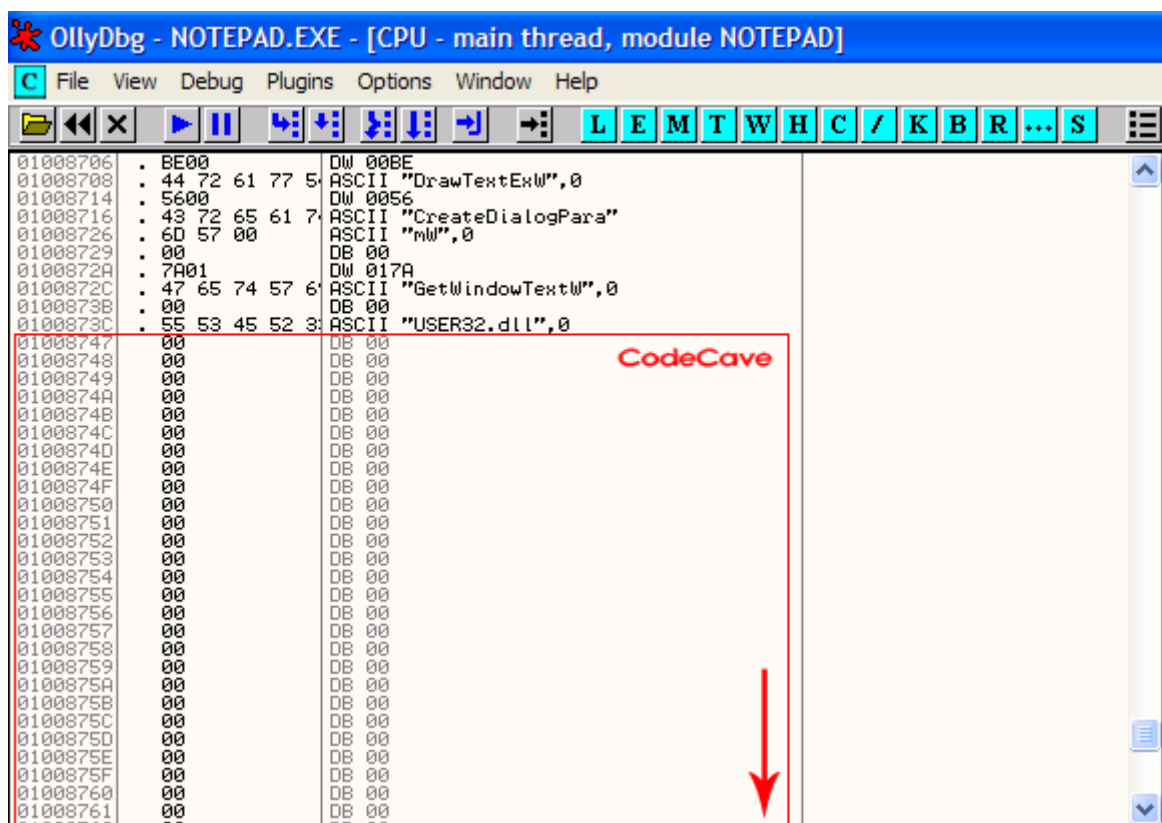 OllyDbg - NOTEPAD.EXE - [CPU - main thread, module NOTEPAD]
C File View Debug Plugins Options Window Help
L E M T W H C / K B R ... S
01008706 . BE00 DW 00BE
01008708 . 44 72 61 77 5 ASCII "DrawTextExW",0
01008714 . 5600 DW 0056
01008716 . 43 72 65 61 7 ASCII "CreateDialogPara"
01008726 . 6D 57 00 ASCII "mW",0
01008729 . 00 DB 00
0100872A . 7A01 DW 017A
0100872C . 47 65 74 57 6 ASCII "GetWindowTextW",0
0100873B . 00 DB 00
0100873C . 55 53 45 52 3 ASCII "USER32.dll",0
01008747 00 DB 00
CodeCave
01008748 00 DB 00
01008749 00 DB 00
0100874A 00 DB 00
0100874B 00 DB 00
0100874C 00 DB 00
0100874D 00 DB 00
0100874E 00 DB 00
0100874F 00 DB 00
01008750 00 DB 00
01008751 00 DB 00
01008752 00 DB 00
01008753 00 DB 00
01008754 00 DB 00
01008755 00 DB 00
01008756 00 DB 00
01008757 00 DB 00
01008758 00 DB 00
01008759 00 DB 00
0100875A 00 DB 00
0100875B 00 DB 00
0100875C 00 DB 00
0100875D 00 DB 00
0100875E 00 DB 00
0100875F 00 DB 00
01008760 00 DB 00
01008761 00 DB 00